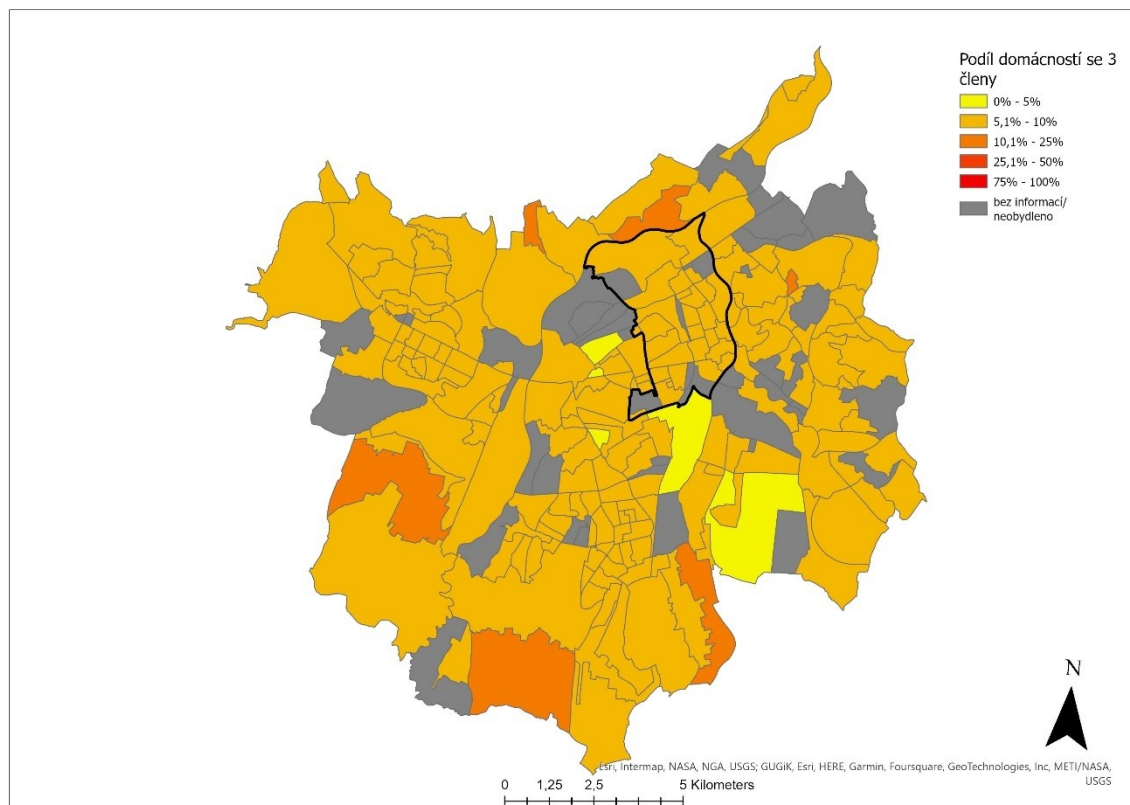 Podíl domácností se 3
členy
0% - 5%
5,1% - 10%
10,1% - 25%
25,1% - 50%
75% - 100%
bez informací/
neobydleno
N
Esri, Intermap, NASA, NGA, USGS; GUGiK, Esri, HERE, Garmin, Foursquare, GeoTechnologies, Inc, METI/NASA,
USGS
0 1,25 2,5 5 Kilometers